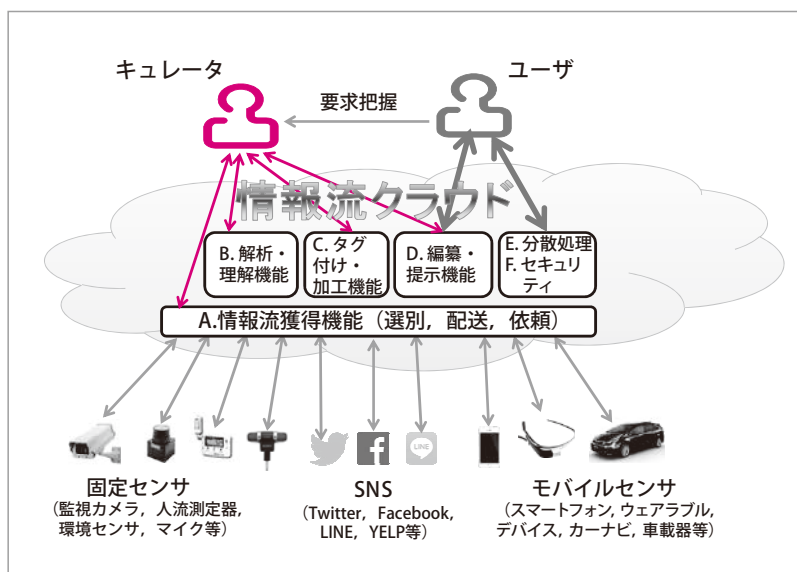 キュレータ
ユーザ
要求把握
情報流クラウド
B. 解析・
理解機能
C. タグ
付け・
加工機能
D. 編纂・
提示機能
E. 分散処理
F. セキュリ
ティ
A.情報流獲得機能（選別，配送，依頼）
LINE
固定センサ
（監視カメラ，人流測定器，
環境センサ，マイク等）
SNS
（Twitter，Facebook，
LINE，YELP等）
モバイルセンサ
（スマートフォン, ウェアラブル,
デバイス, カーナビ, 車載器等）